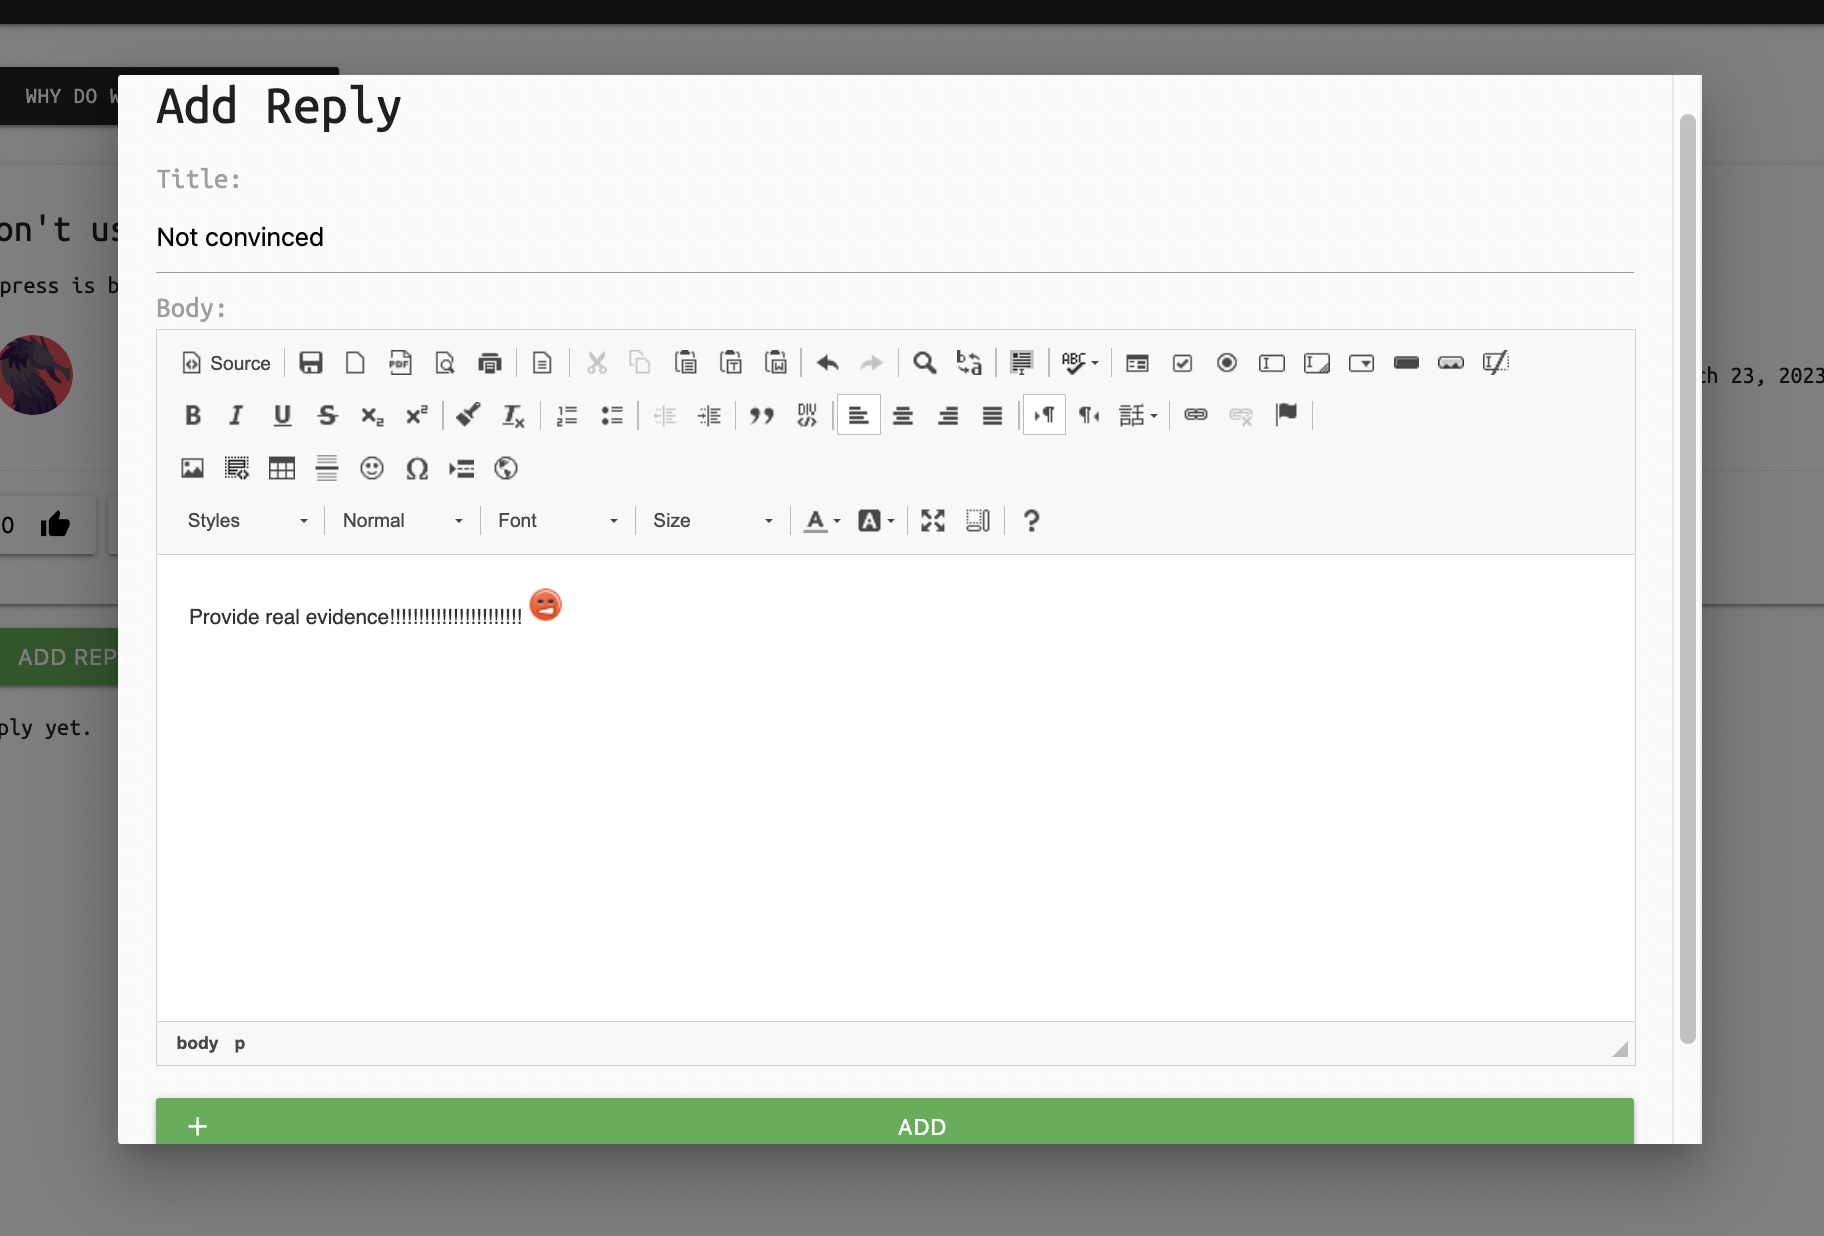 WHY DO W
Add Reply
Title:
on't us
Not convinced
press is b
Body:
Source
ch 23, 2023
Styles Normal Font Size
0
Provide real evidence!!!!!!!!!!!!!!!!!!!!!!!
ADD REP
ply yet.
body p
+ ADD